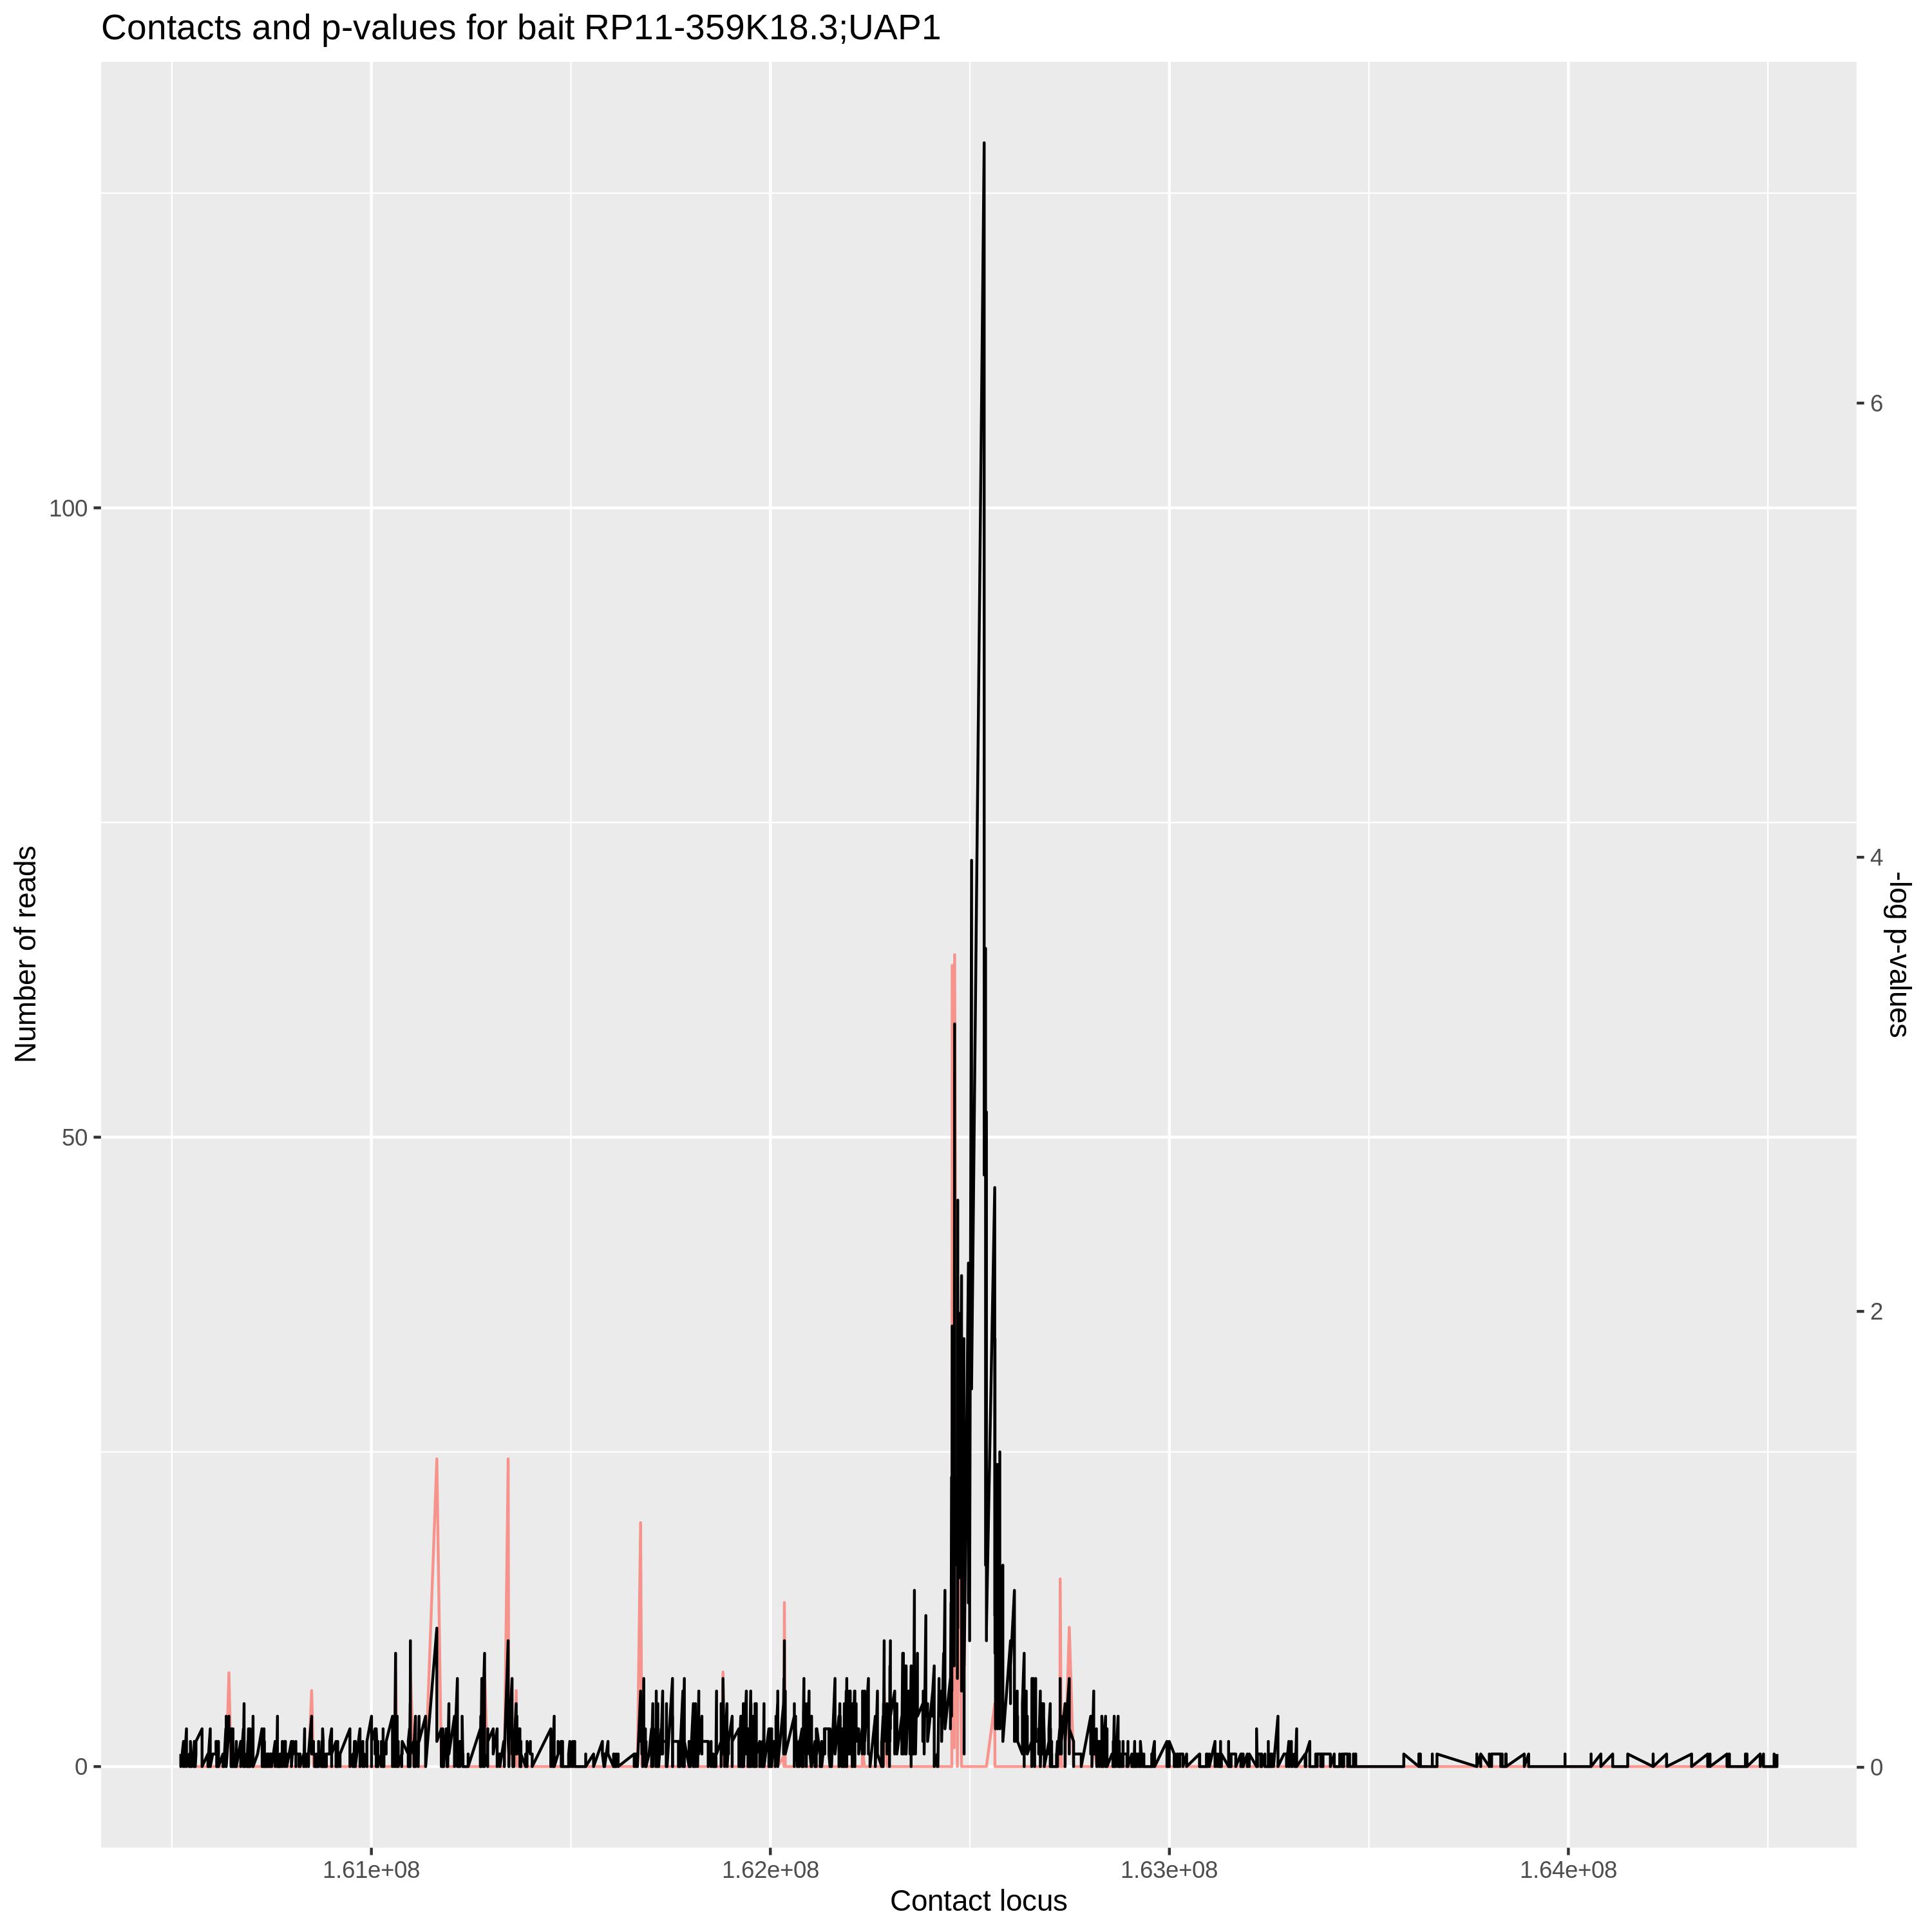 Contacts and p-values for bait RP11-359K18.3;UAP1
Number of reads
100
50
0
6
4
2
0
-log p-values
1.61e+08
1.62e+08
1.63e+08
1.64e+08
Contact locus